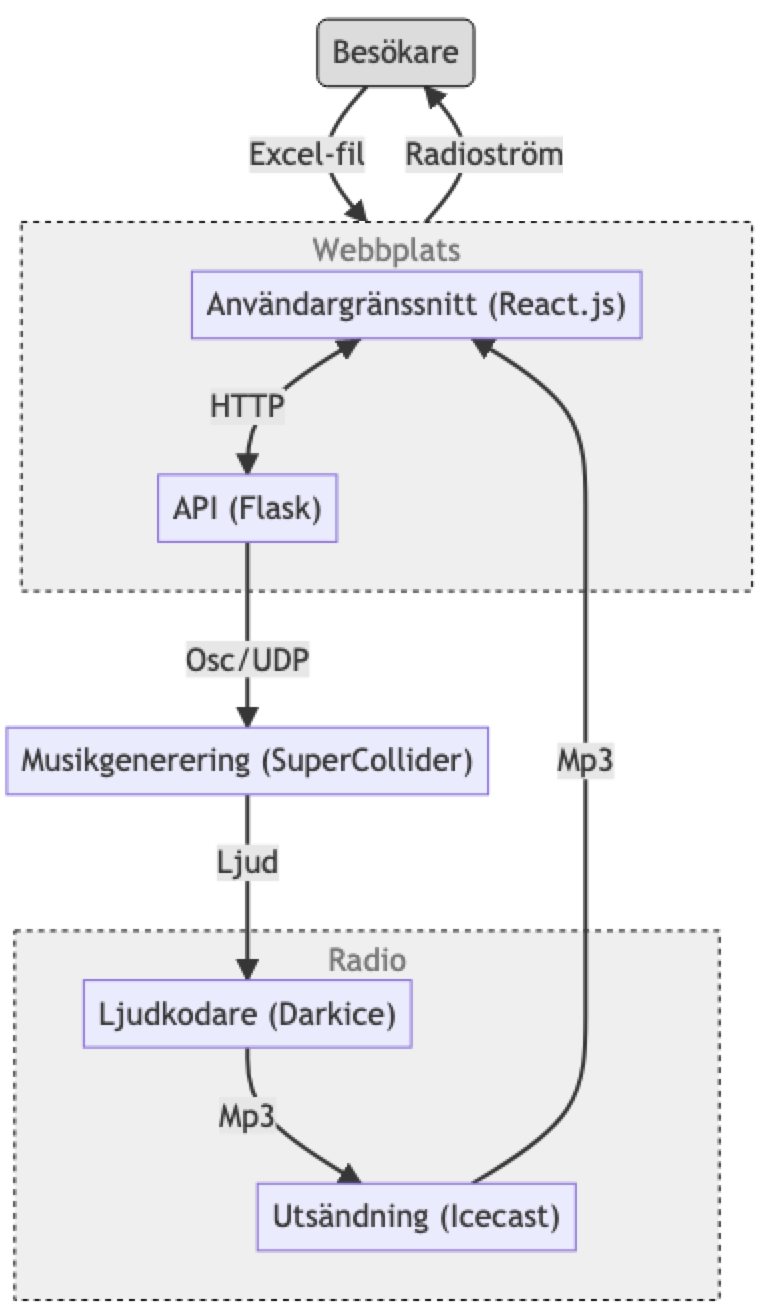 Besökare
Excel-fil
Radioström
Webbplats
Användargränssnitt (React.js)
HTTP
API (Flask)
Osc/UDP
Musikgenerering (SuperCollider)
Mp3
Ljud
Radio
Ljudkodare (Darkice)
Mp3
Utsändning (Icecast)